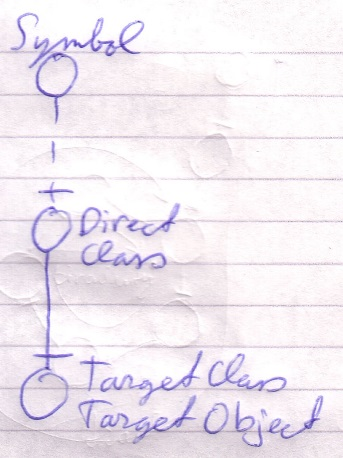 Symbol
Direct
Class
Target Class
Target Object